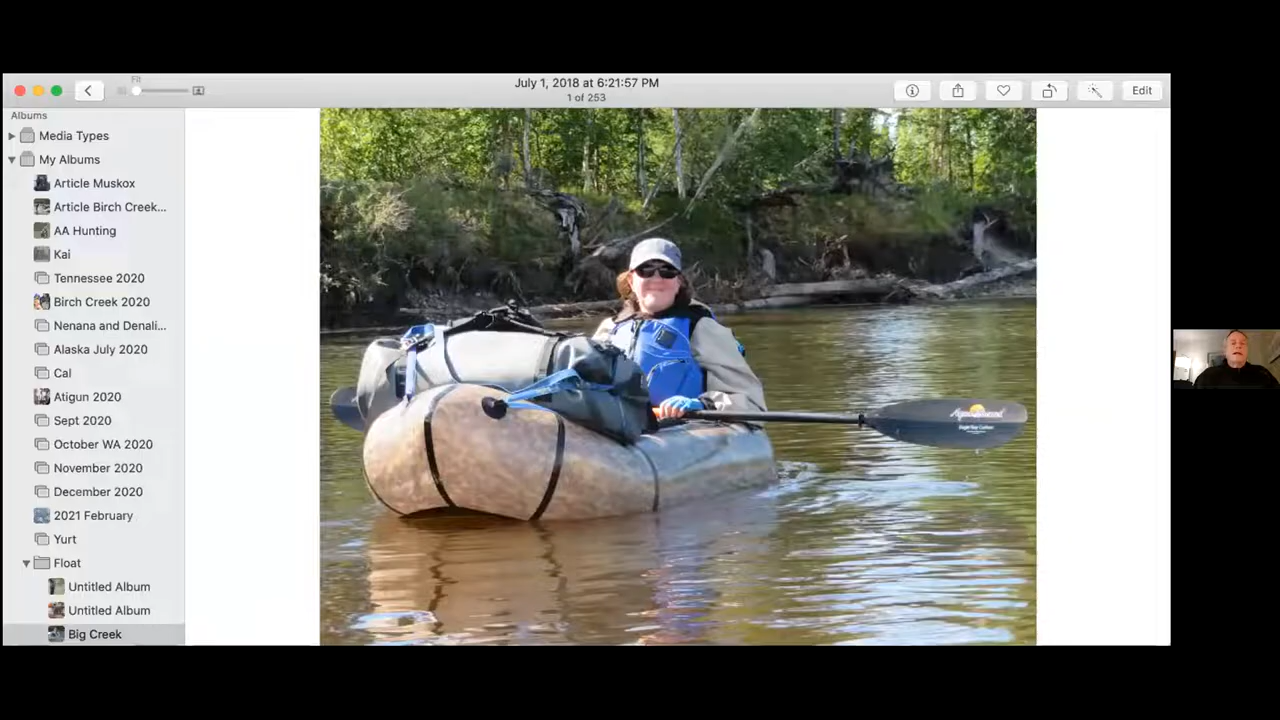 Fit
July 1, 2018 at 6:21:57 PM
1 of 253
Edit
Albums
Media Types
My Albums
Article Muskox
Article Birch Creek...
AA Hunting
Kai
Tennessee 2020
Birch Creek 2020
Nenana and Denali...
Alaska July 2020
Cal
Atigun 2020
Sept 2020
October WA 2020
November 2020
December 2020
2021 February
Yurt
Float
Untitled Album
Untitled Album
Big Creek